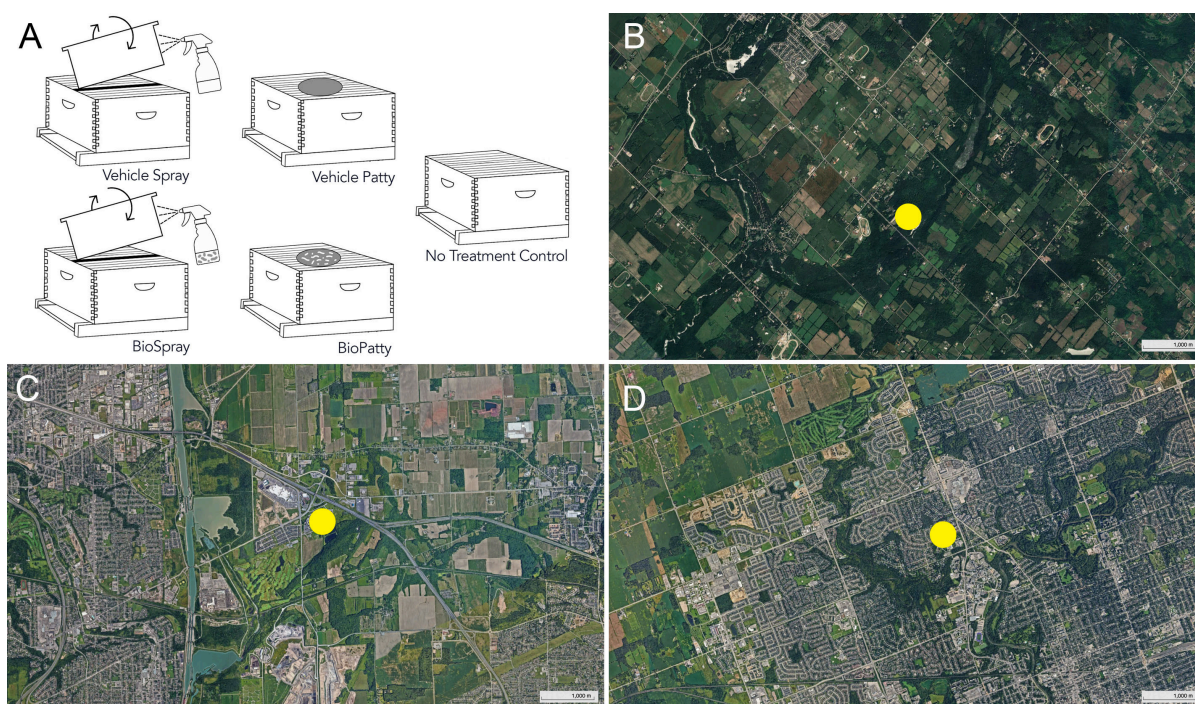 A
Vehicle Spray
Vehicle Patty
No Treatment Control
BioSpray
BioPatty
B
1,000 m
C
1,000 m
D
1,000 m